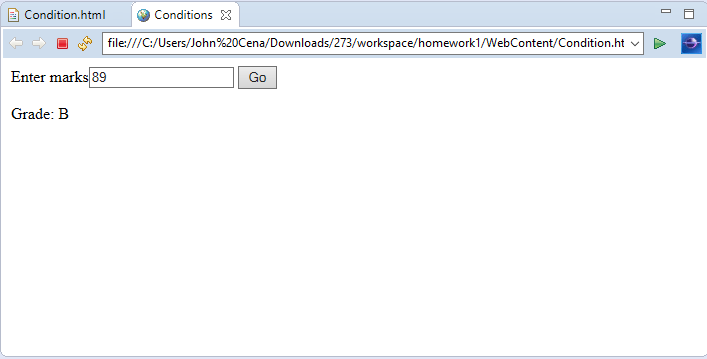 Condition.html
Conditions
file:///C:/Users/John%20Cena/Downloads/273/workspace/homework1/WebContent/Condition.ht
Enter marks 89 Go
Grade: B